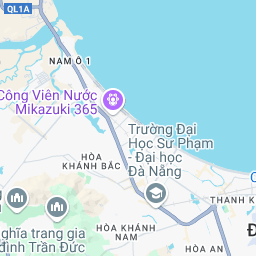 QL1A
NAM Ô 1
Công Viên Nước
Mikazuki 365
Trường Đại
Học Sư Phạm
- Đại học
Đà Nẵng
HÒA
KHÁNH BẮC
THANH K
HÒA KHÁNH
NAM
Đ
HÒA AN
Nghĩa trang gia
đình Trần Đức